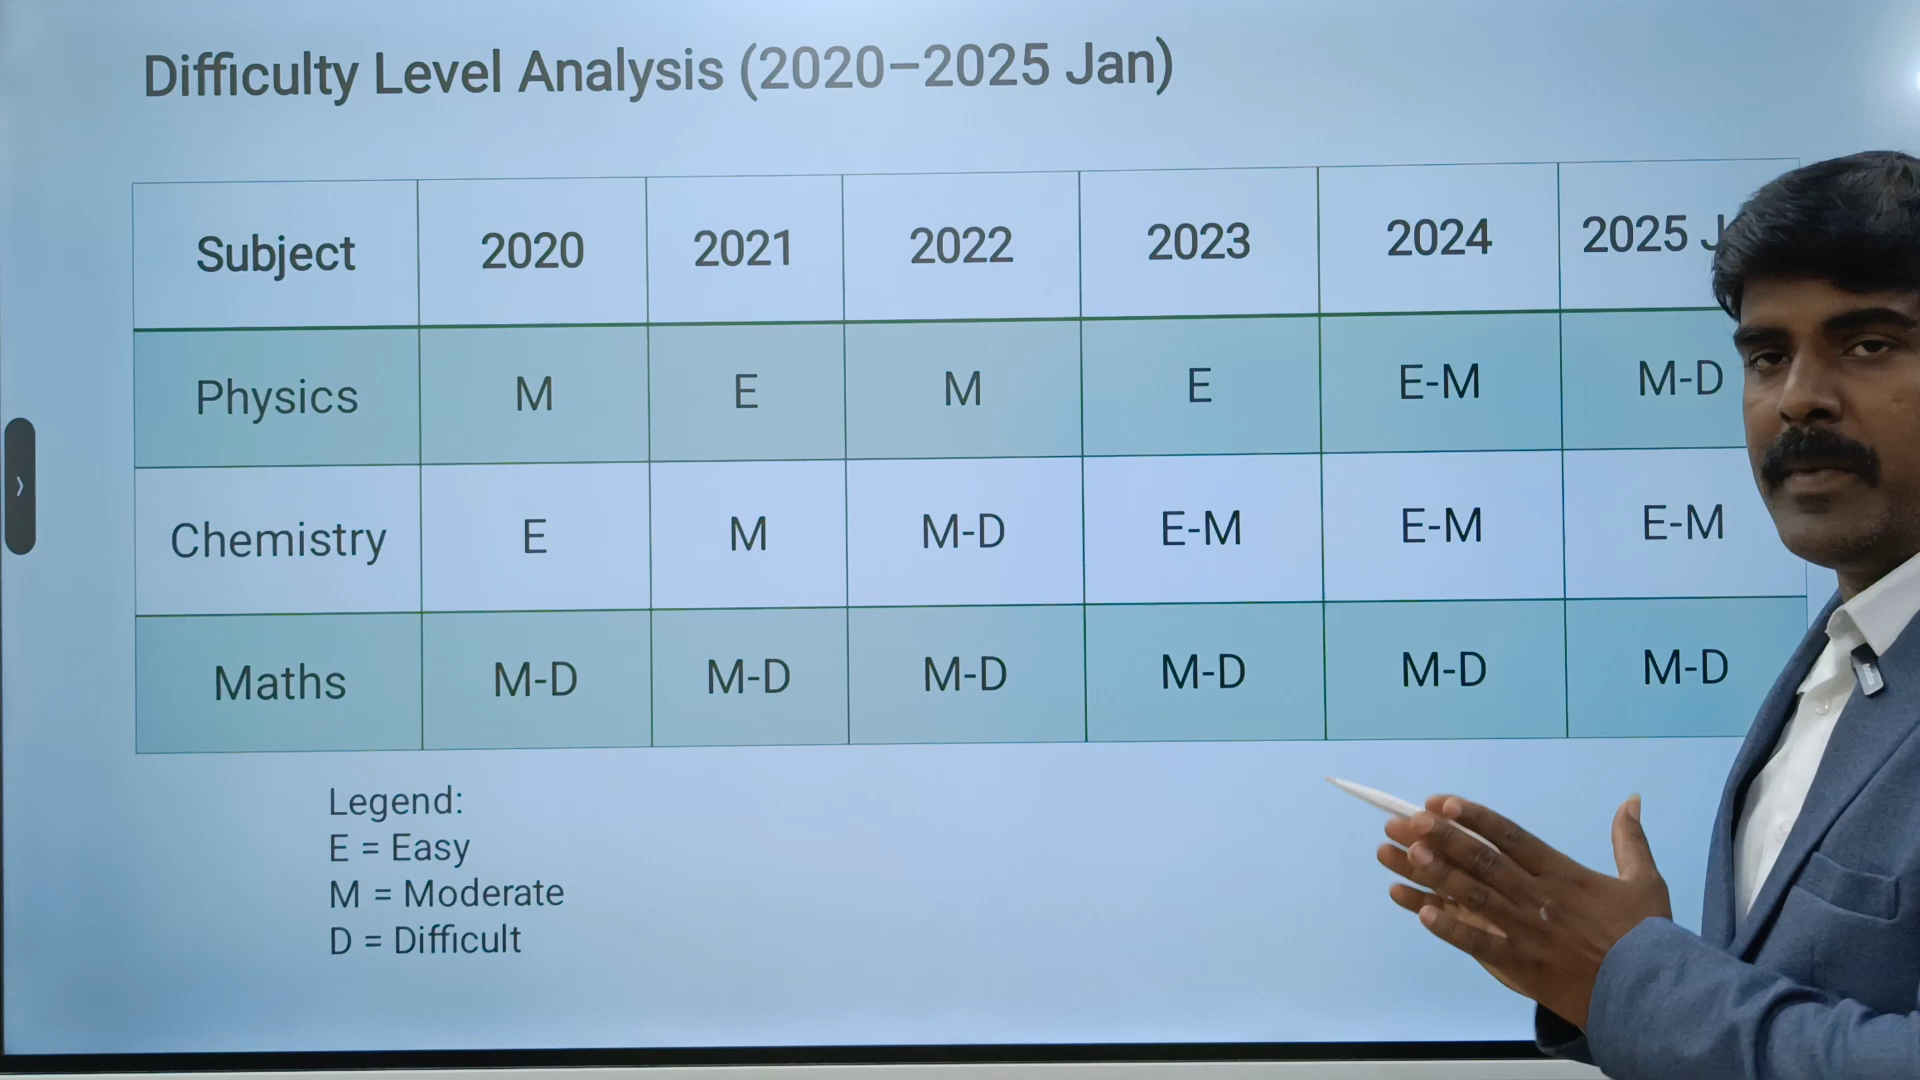 Difficulty Level Analysis (2020–2025 Jan)
Subject 2020 2021 2022 2023 2024 2025 J
Physics M E M E E-M M-D
Chemistry E M M-D E-M E-M E-M
Maths M-D M-D M-D M-D M-D M-D
Legend:
E = Easy
M = Moderate
D = Difficult